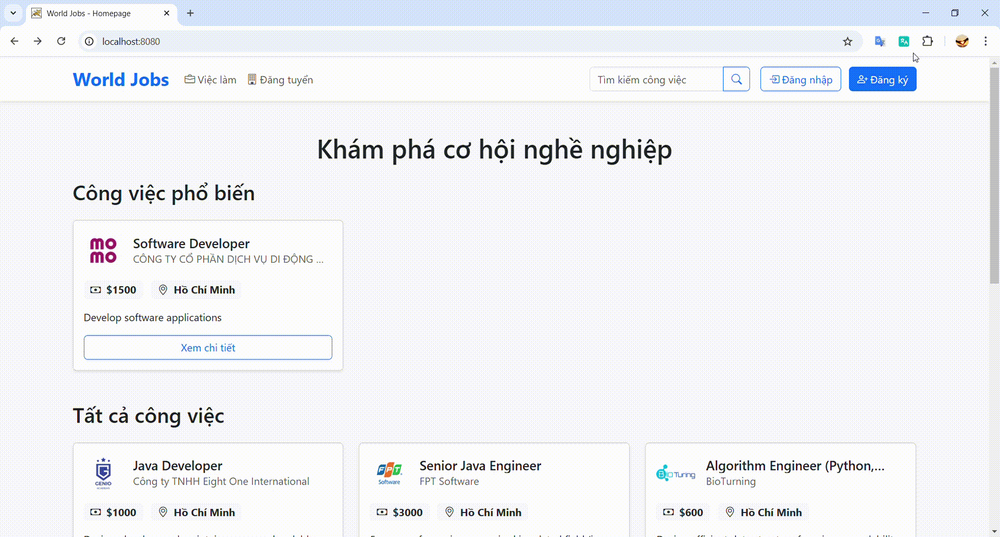 World Jobs - Homepage
localhost:8080
World Jobs Việc làm Đăng tuyển Tìm kiếm công việc Đăng nhập Đăng ký
Khám phá cơ hội nghề nghiệp
Công việc phổ biến
mo
mo
Software Developer
CÔNG TY CỔ PHẦN DỊCH VỤ DI ĐỘNG ...
$1500 Hồ Chí Minh
Develop software applications
Xem chi tiết
Tất cả công việc
GENIO
ACADEMY
Java Developer
Công ty TNHH Eight One International
$1000 Hồ Chí Minh
FPT
Software
Senior Java Engineer
FPT Software
$3000 Hồ Chí Minh
BioTuring
Algorithm Engineer (Python,...
BioTurning
$600 Hồ Chí Minh